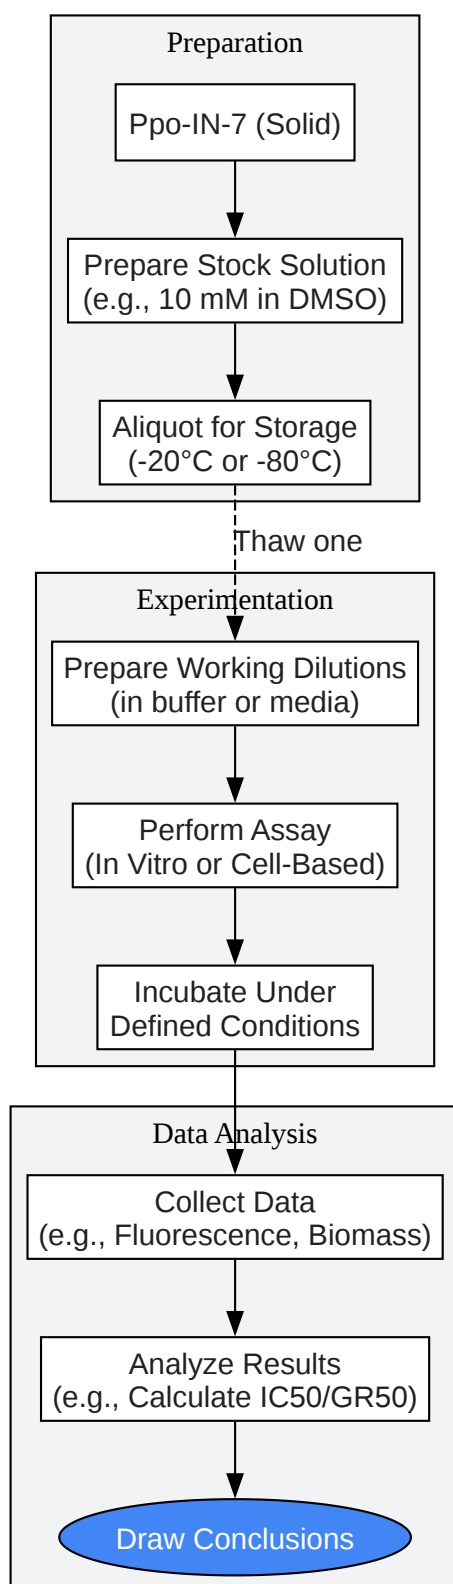 Preparation
Ppo-IN-7 (Solid)
Prepare Stock Solution
(e.g., 10 mM in DMSO)
Aliquot for Storage
(-20°C or -80°C)
Thaw one
Experimentation
Prepare Working Dilutions
(in buffer or media)
Perform Assay
(In Vitro or Cell-Based)
Incubate Under
Defined Conditions
Data Analysis
Collect Data
(e.g., Fluorescence, Biomass)
Analyze Results
(e.g., Calculate IC50/GR50)
Draw Conclusions